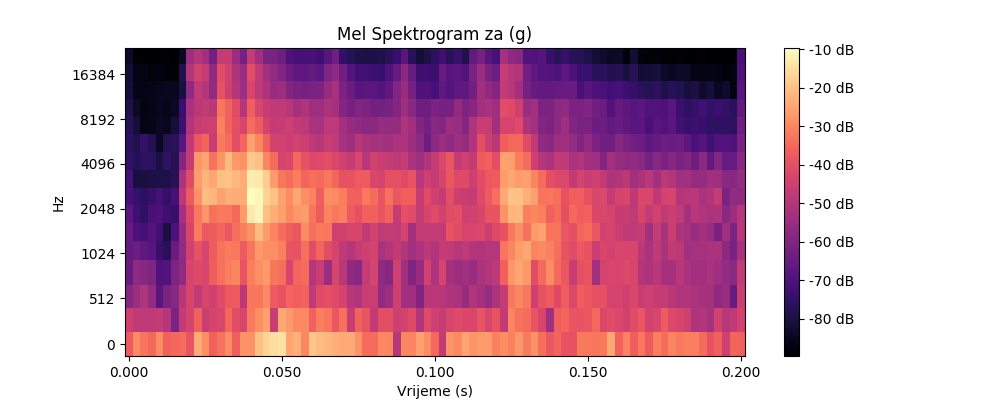 Mel Spektrogram za (g)
Hz
16384
8192
4096
2048
1024
512
0
0.000 0.050 0.100 0.150 0.200
Vrijeme (s)
-10 dB
-20 dB
-30 dB
-40 dB
-50 dB
-60 dB
-70 dB
-80 dB